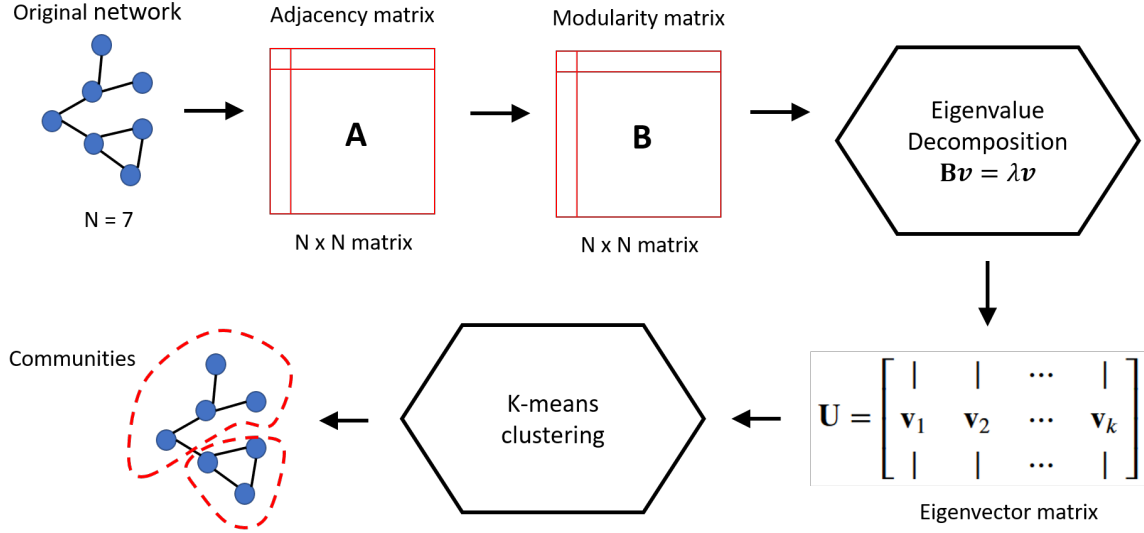 Original network
N = 7
Adjacency matrix
A
N x N matrix
Modularity matrix
B
N x N matrix
Eigenvalue
Decomposition
B𝒗 = λ𝒗
U = [ | | ⋯ |
v₁ v₂ ⋯ vₖ
| | ⋯ | ]
Eigenvector matrix
K-means
clustering
Communities